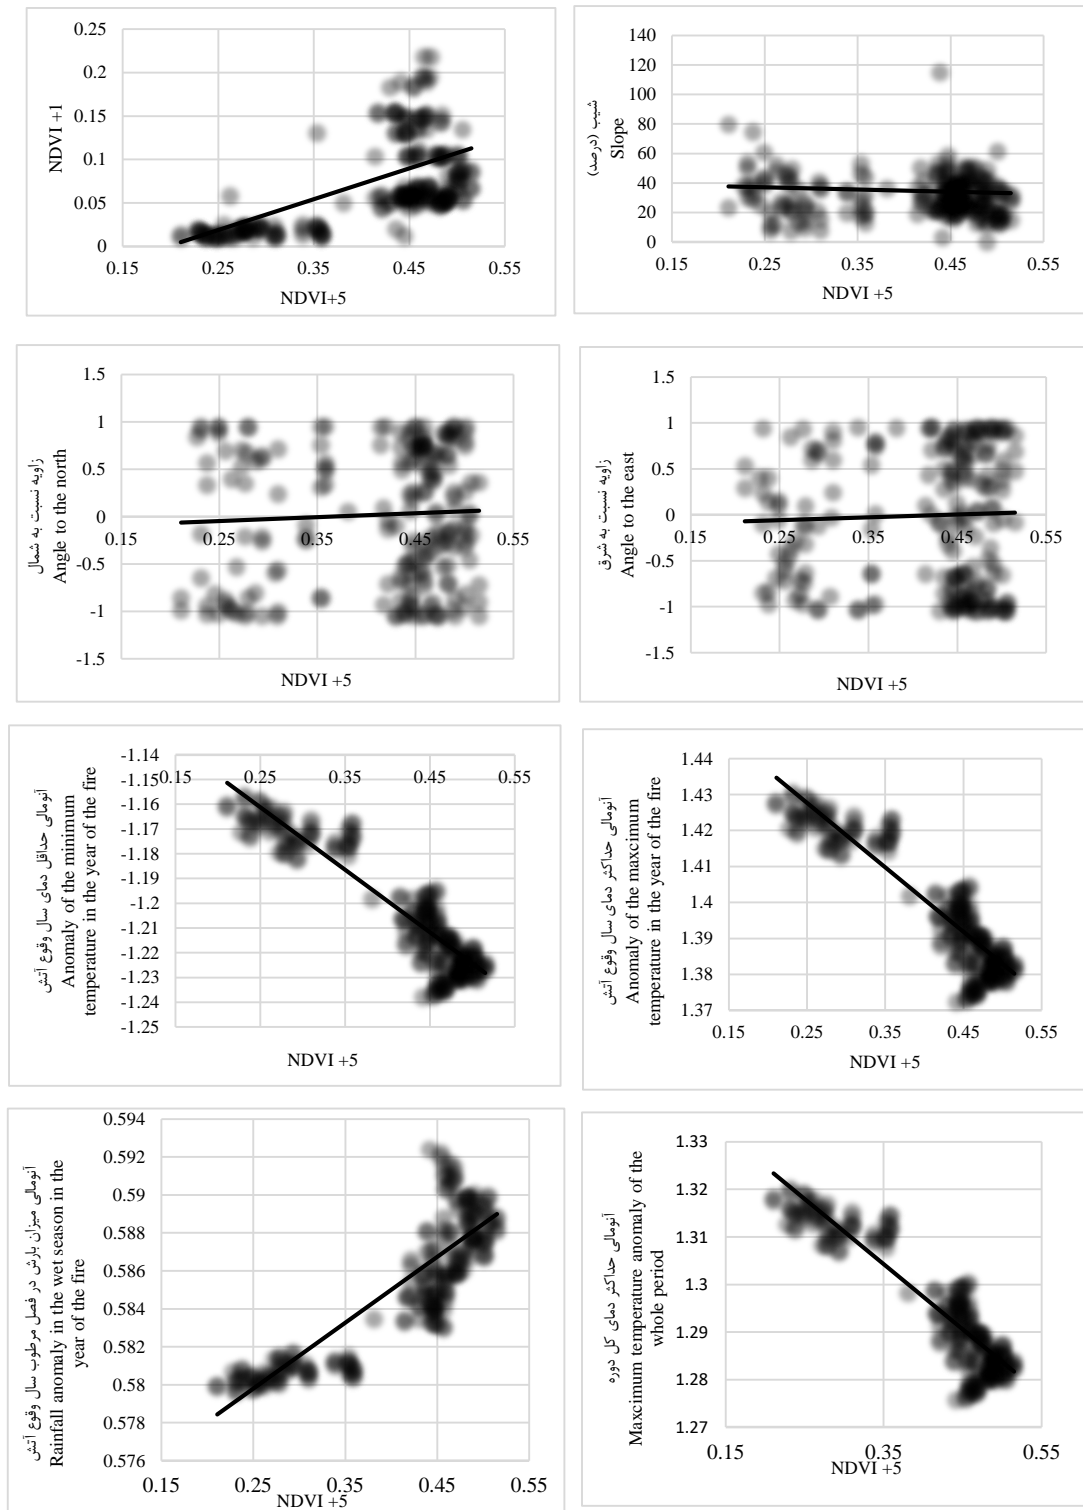 0.25
0.2
0.15
0.1
0.05
0
0.15 0.25 0.35 0.45 0.55
NDVI +1
NDVI+5
140
120
100
80
60
40
20
0
0.15 0.25 0.35 0.45 0.55
شیب (درصد)
Slope
NDVI +5
1.5
1
0.5
0
-0.5
-1
-1.5
0.15 0.25 0.35 0.45 0.55
زاویه نسبت به شمال
Angle to the north
NDVI +5
1.5
1
0.5
0
-0.5
-1
-1.5
0.15 0.25 0.35 0.45 0.55
زاویه نسبت به شرق
Angle to the east
NDVI +5
-1.14
-1.15
-1.16
-1.17
-1.18
-1.19
-1.2
-1.21
-1.22
-1.23
-1.24
-1.25
0.15 0.25 0.35 0.45 0.55
آنومالی حداقل دمای سال وقوع آتش
Anomaly of the minimum
temperature in the year of the fire
NDVI +5
1.44
1.43
1.42
1.41
1.4
1.39
1.38
1.37
0.15 0.25 0.35 0.45 0.55
آنومالی حداکثر دمای سال وقوع آتش
Anomaly of the maxcimum
temperature in the year of the fire
NDVI +5
0.594
0.592
0.59
0.588
0.586
0.584
0.582
0.58
0.578
0.576
0.15 0.25 0.35 0.45 0.55
آنومالی میزان بارش در فصل مرطوب سال وقوع آتش
Rainfall anomaly in the wet season in the
year of the fire
NDVI +5
1.33
1.32
1.31
1.3
1.29
1.28
1.27
0.15 0.35 0.55
آنومالی حداکثر دمای کل دوره
Maxcimum temperature anomaly of the
whole period
NDVI +5